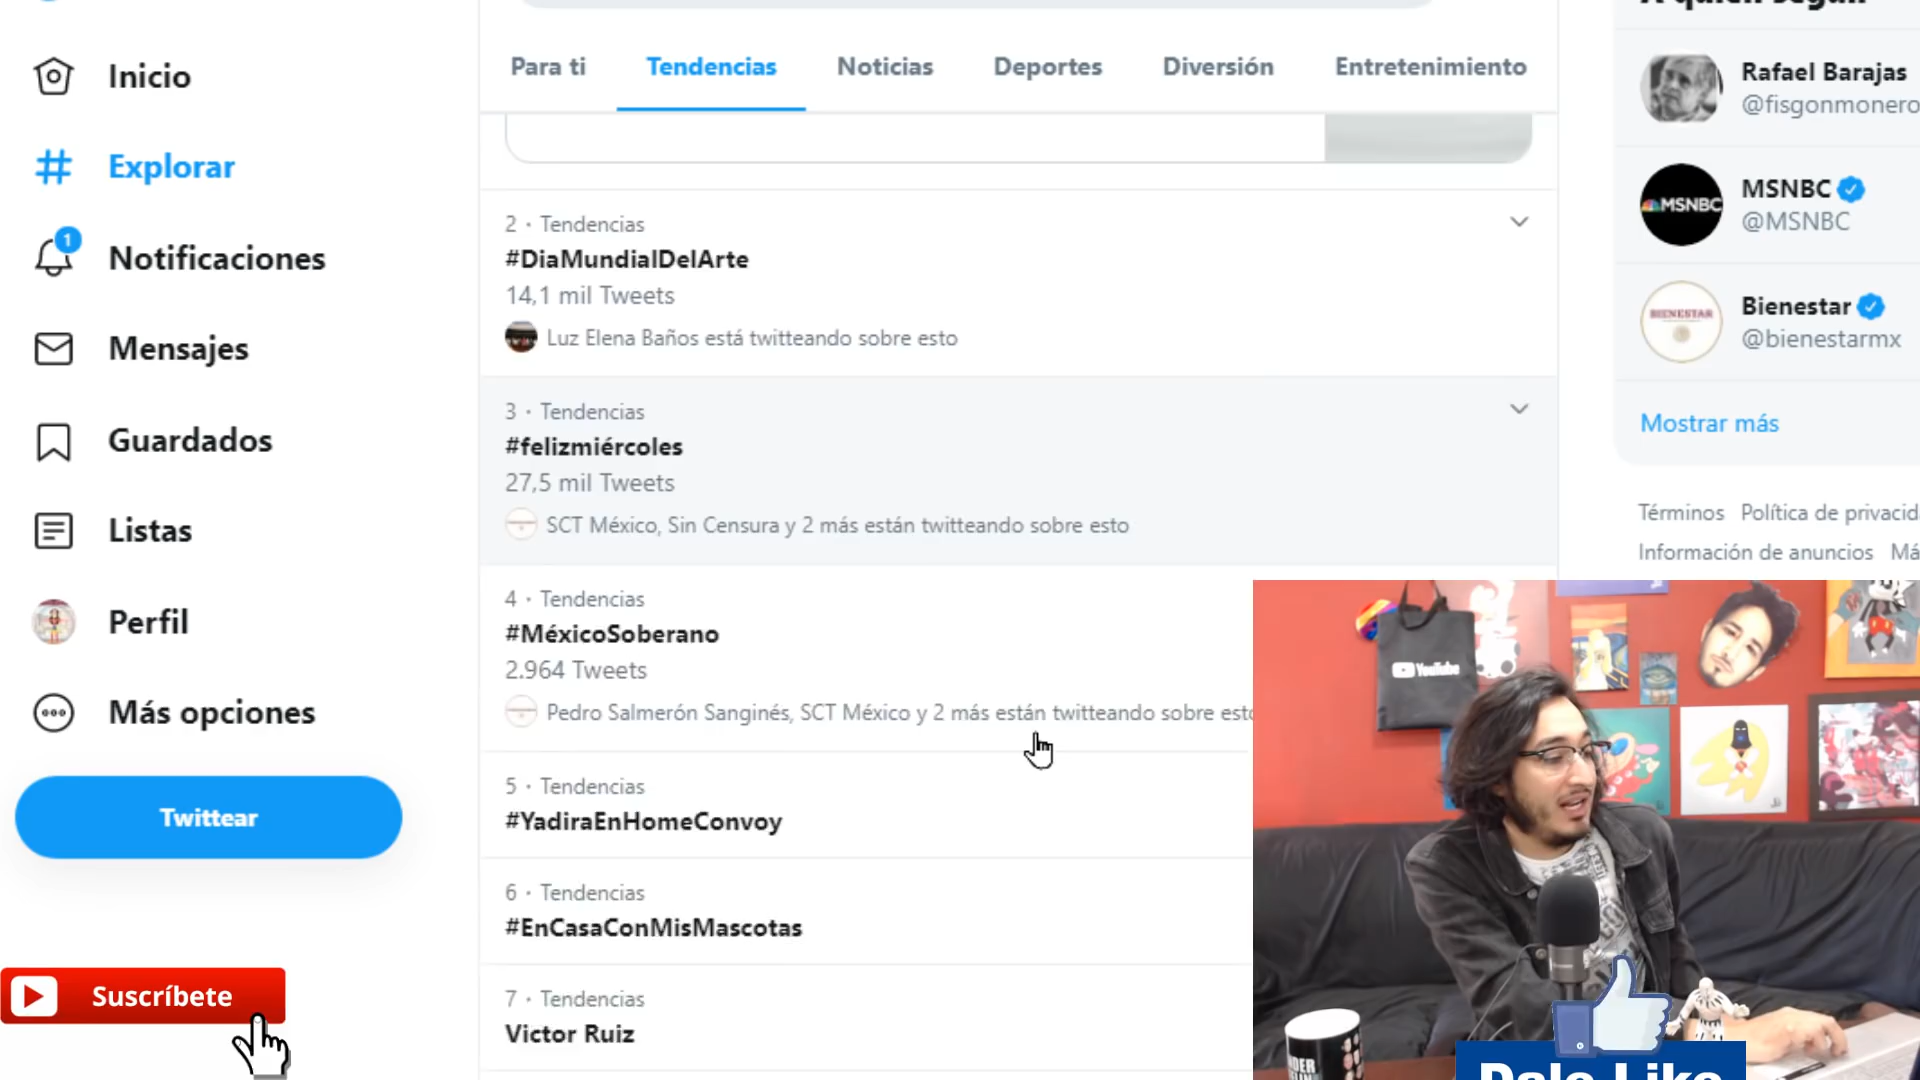 Inicio
Explorar
1
Notificaciones
Mensajes
Guardados
Listas
Perfil
Más opciones
Twittear
Suscríbete
Para ti
Tendencias
Noticias
Deportes
Diversión
Entretenimiento
2 · Tendencias
#DiaMundialDelArte
14,1 mil Tweets
Luz Elena Baños está twitteando sobre esto
3 · Tendencias
#felizmiércoles
27,5 mil Tweets
SCT México, Sin Censura y 2 más están twitteando sobre esto
4 · Tendencias
#MéxicoSoberano
2.964 Tweets
Pedro Salmerón Sanginés, SCT México y 2 más están twitteando sobre esto
5 · Tendencias
#YadiraEnHomeConvoy
6 · Tendencias
#EnCasaConMisMascotas
7 · Tendencias
Victor Ruiz
A quién seguir
Rafael Barajas
@fisgonmonero
MSNBC
MSNBC
@MSNBC
BIENESTAR
Bienestar
@bienestarmx
Mostrar más
Términos Política de privacid
Información de anuncios Má
YouTube
Dale Like